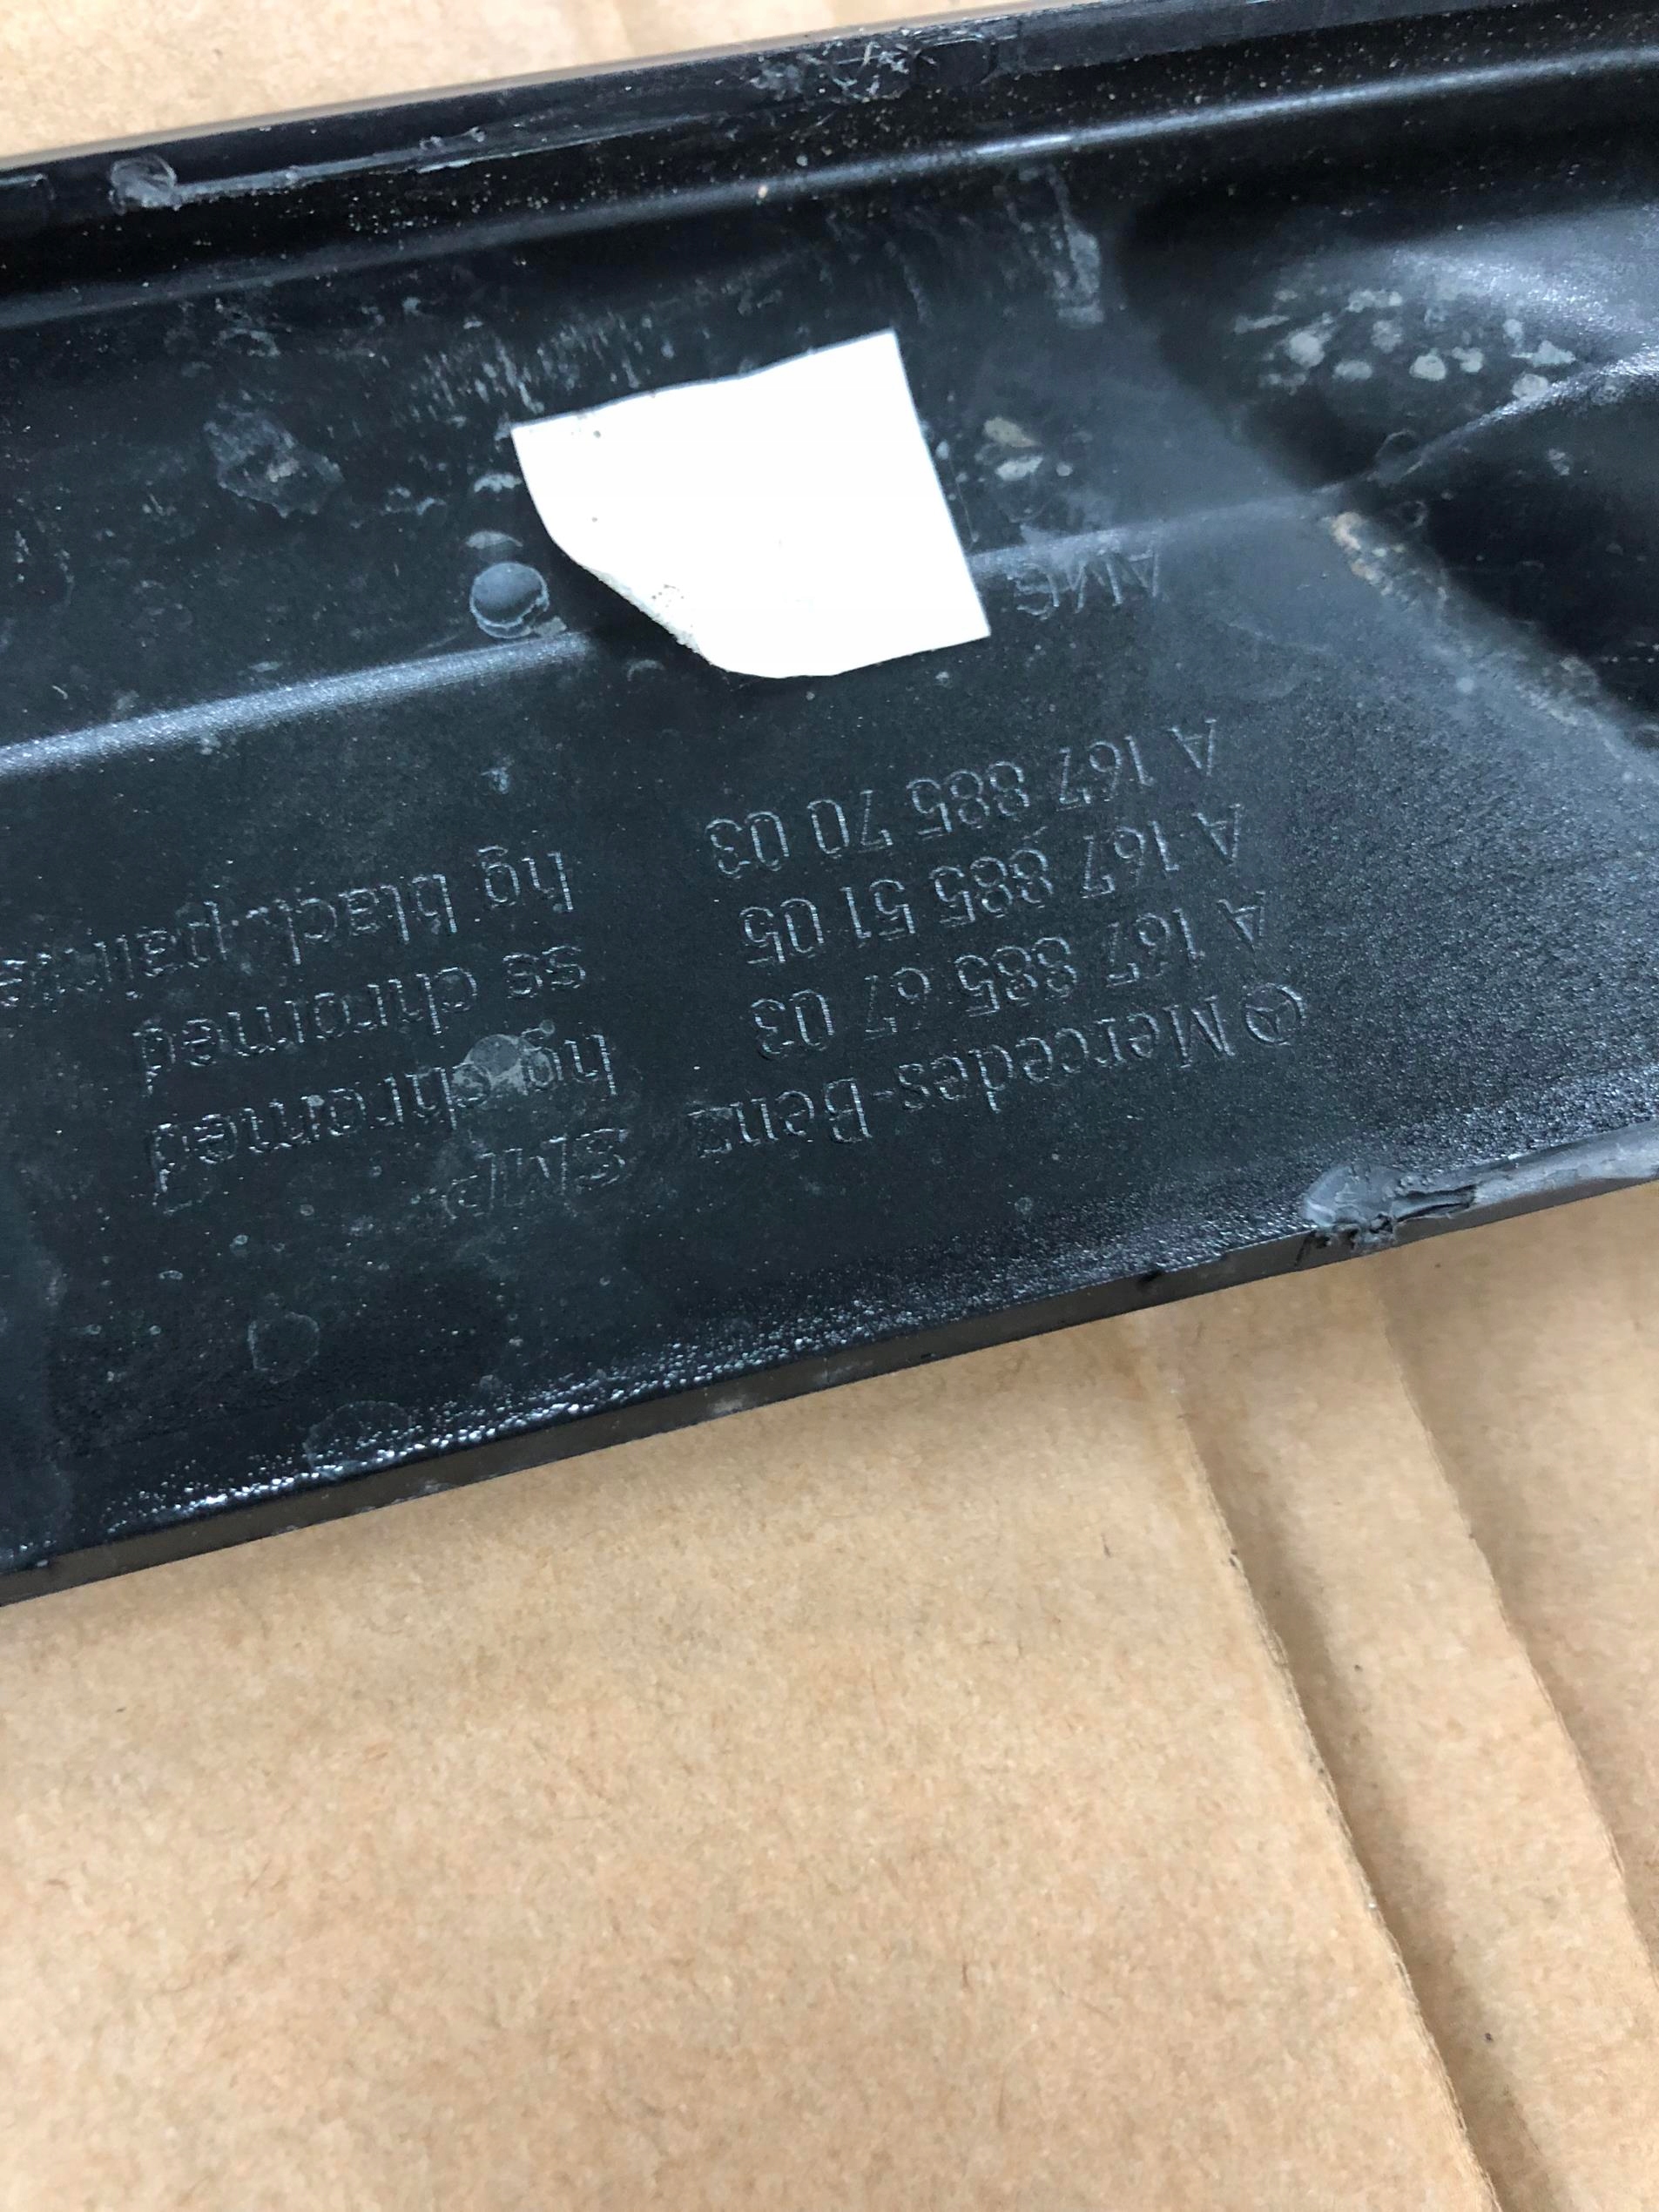 Mercedes-Benz SMP
A 167 885 67 03 hg chromed
A 167 885 51 05 ss chromed
A 167 885 70 03 hg black
AMG